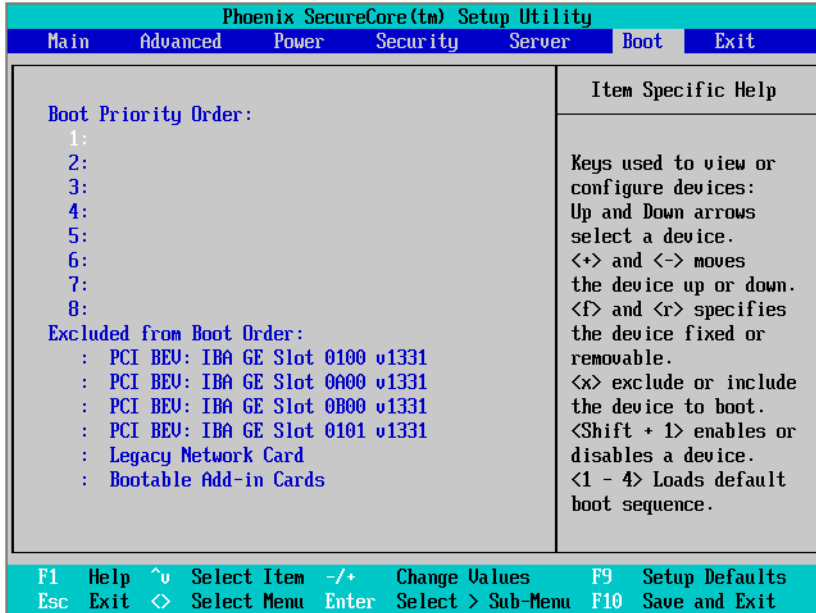 Phoenix SecureCore(tm) Setup Utility
Main Advanced Power Security Server Boot Exit
Boot Priority Order:
1:
2:
3:
4:
5:
6:
7:
8:
Excluded from Boot Order:
: PCI BEV: IBA GE Slot 0100 v1331
: PCI BEV: IBA GE Slot 0A00 v1331
: PCI BEV: IBA GE Slot 0B00 v1331
: PCI BEV: IBA GE Slot 0101 v1331
: Legacy Network Card
: Bootable Add-in Cards
Item Specific Help
Keys used to view or
configure devices:
Up and Down arrows
select a device.
<+> and <-> moves
the device up or down.
<f> and <r> specifies
the device fixed or
removable.
<x> exclude or include
the device to boot.
<Shift + 1> enables or
disables a device.
<1 - 4> Loads default
boot sequence.
F1 Help ^v Select Item -/+ Change Values F9 Setup Defaults
Esc Exit <> Select Menu Enter Select > Sub-Menu F10 Save and Exit